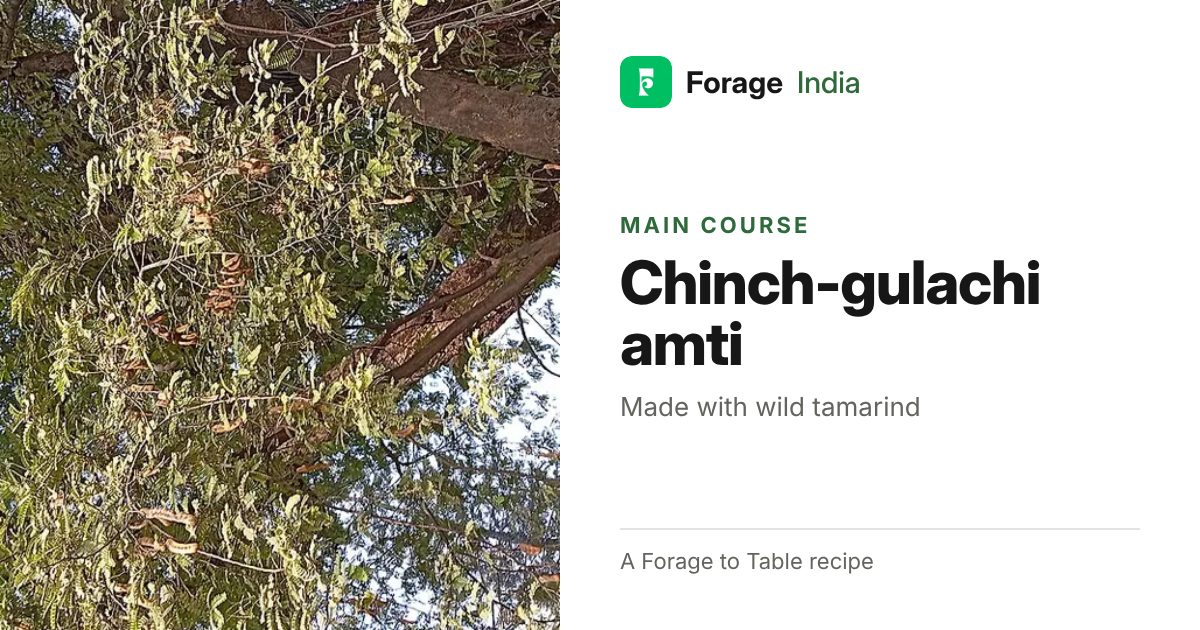 Forage India
MAIN COURSE
Chinch-gulachi
amti
Made with wild tamarind
A Forage to Table recipe